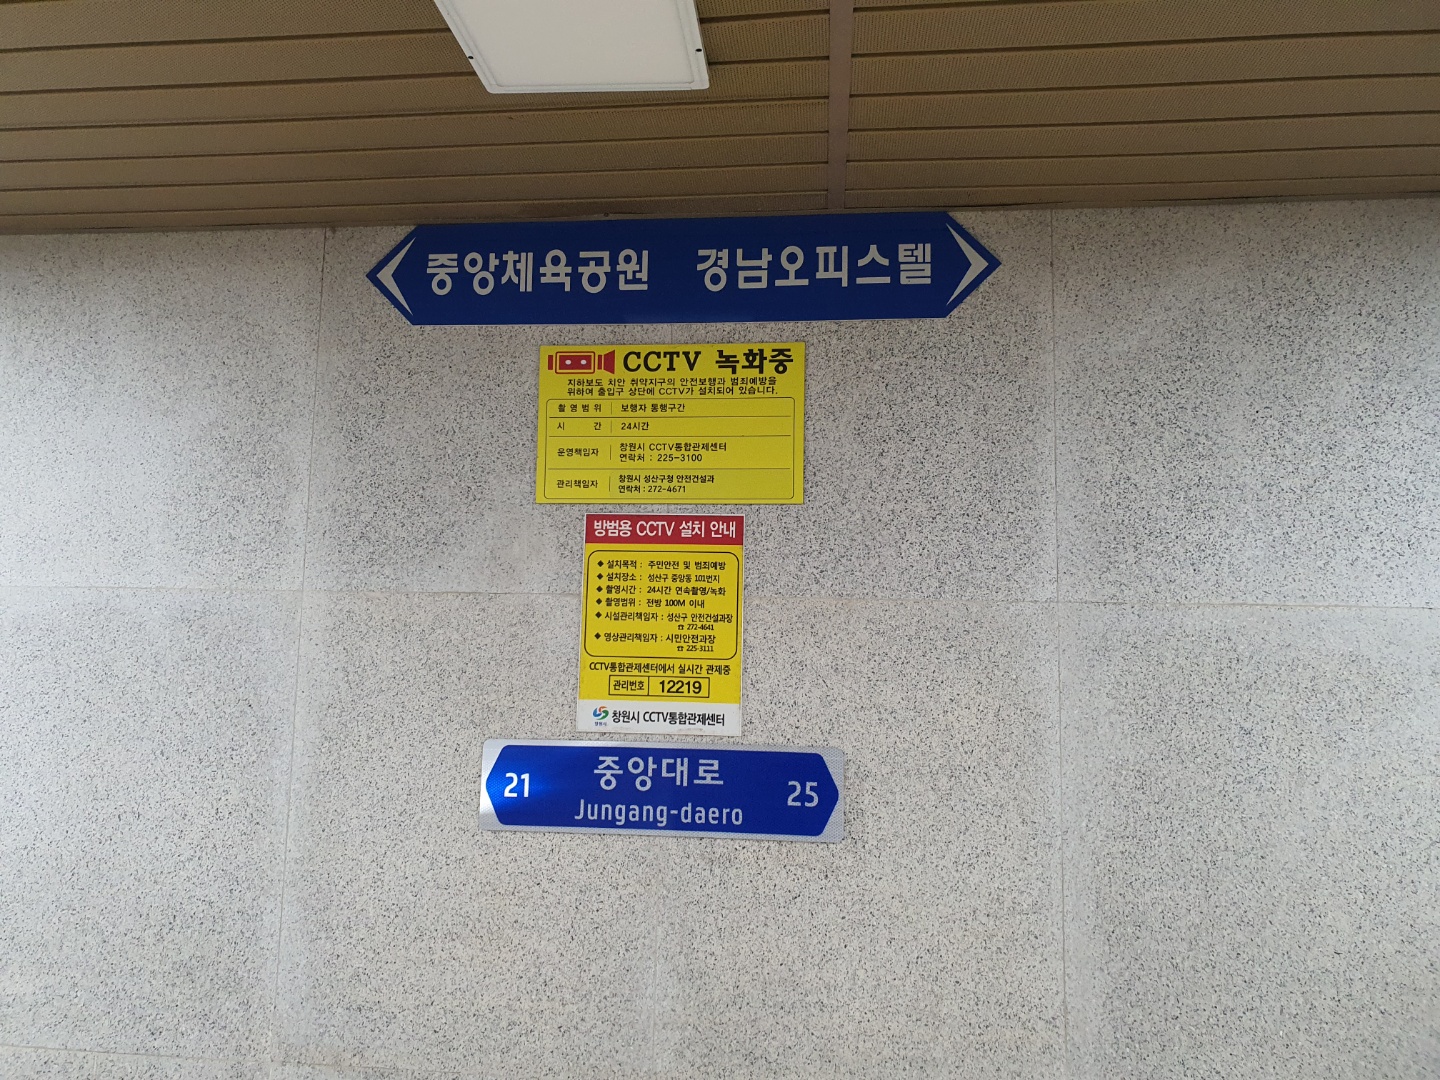 중앙체육공원 경남오피스텔
CCTV 녹화중
지하보도 치안 취약지구의 안전보행과 범죄예방을
위하여 출입구 상단에 CCTV가 설치되어 있습니다.
촬영범위 보행자 통행구간
시 간 24시간
운영책임자 창원시 CCTV통합관제센터
연락처 : 225-3100
관리책임자 창원시 성산구청 안전건설과
연락처 : 272-4671
방범용 CCTV 설치 안내
◆ 설치목적 : 주민안전 및 범죄예방
◆ 설치장소 : 성산구 중앙동 101번지
◆ 촬영시간 : 24시간 연속촬영/녹화
◆ 촬영범위 : 전방 100M 이내
◆ 시설관리책임자 : 성산구 안전건설과장
☎ 272-4641
◆ 영상관리책임자 : 시민안전과장
☎ 225-3111
CCTV통합관제센터에서 실시간 관제중
관리번호 12219
창원시 CCTV통합관제센터
21 중앙대로 25
Jungang-daero